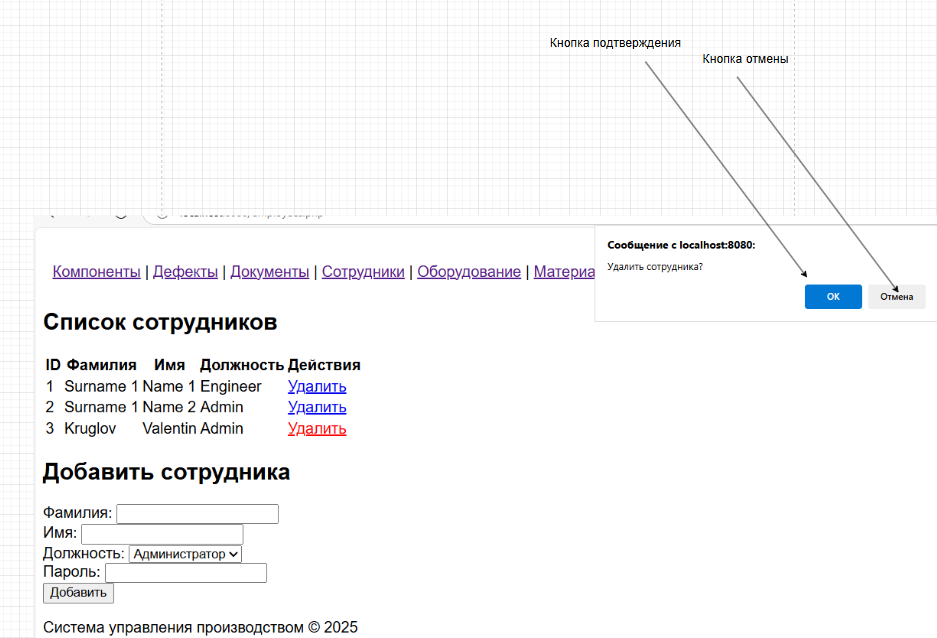 Кнопка подтверждения
Кнопка отмены
Сообщение с localhost:8080:
Удалить сотрудника?
ОК Отмена
Компоненты | Дефекты | Документы | Сотрудники | Оборудование | Материа
Список сотрудников
ID Фамилия Имя Должность Действия
1 Surname 1 Name 1 Engineer Удалить
2 Surname 1 Name 2 Admin Удалить
3 Kruglov Valentin Admin Удалить
Добавить сотрудника
Фамилия:
Имя:
Должность: Администратор
Пароль:
Добавить
Система управления производством © 2025